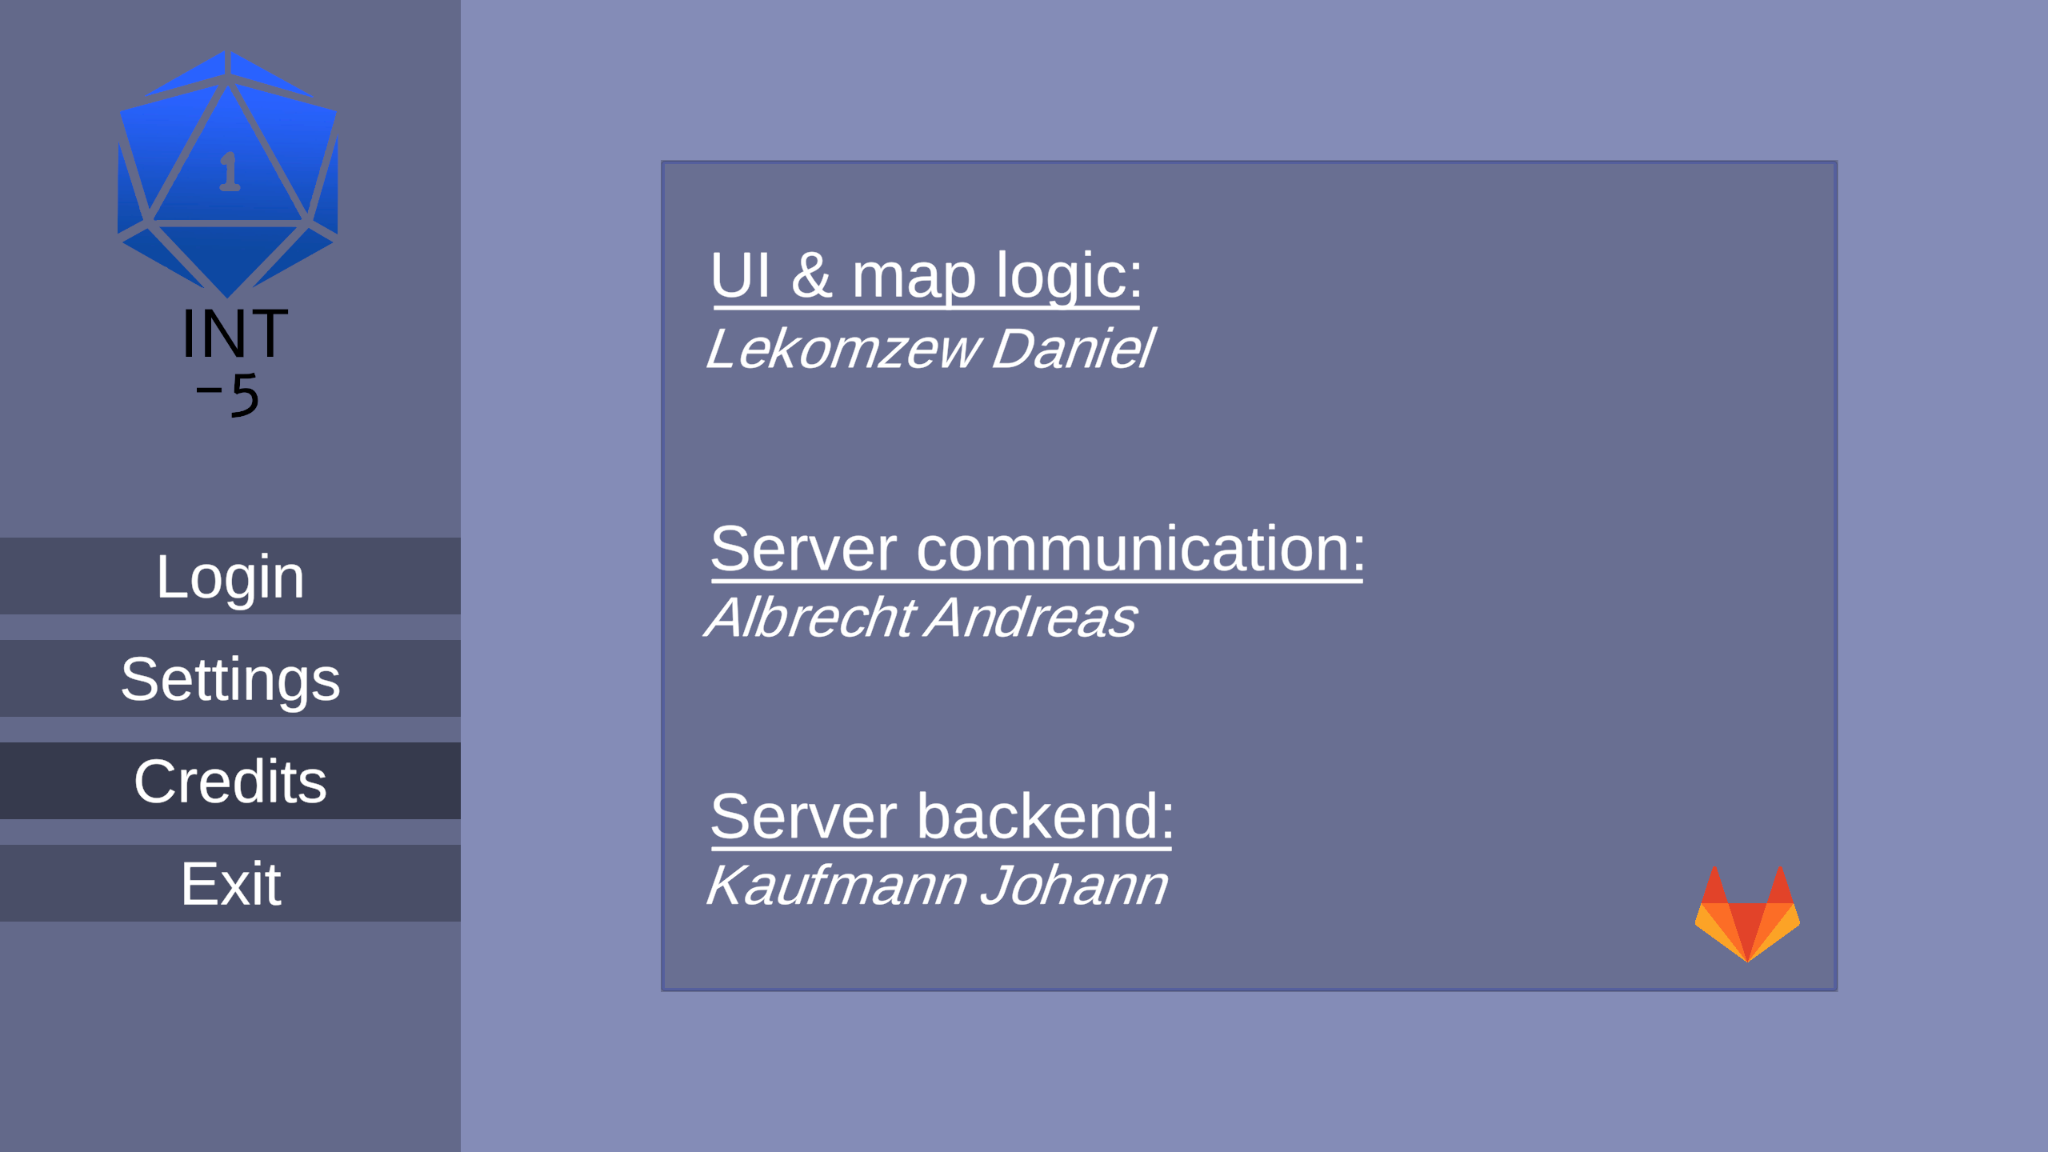 1
INT
-5
Login
Settings
Credits
Exit
UI & map logic:
Lekomzew Daniel
Server communication:
Albrecht Andreas
Server backend:
Kaufmann Johann